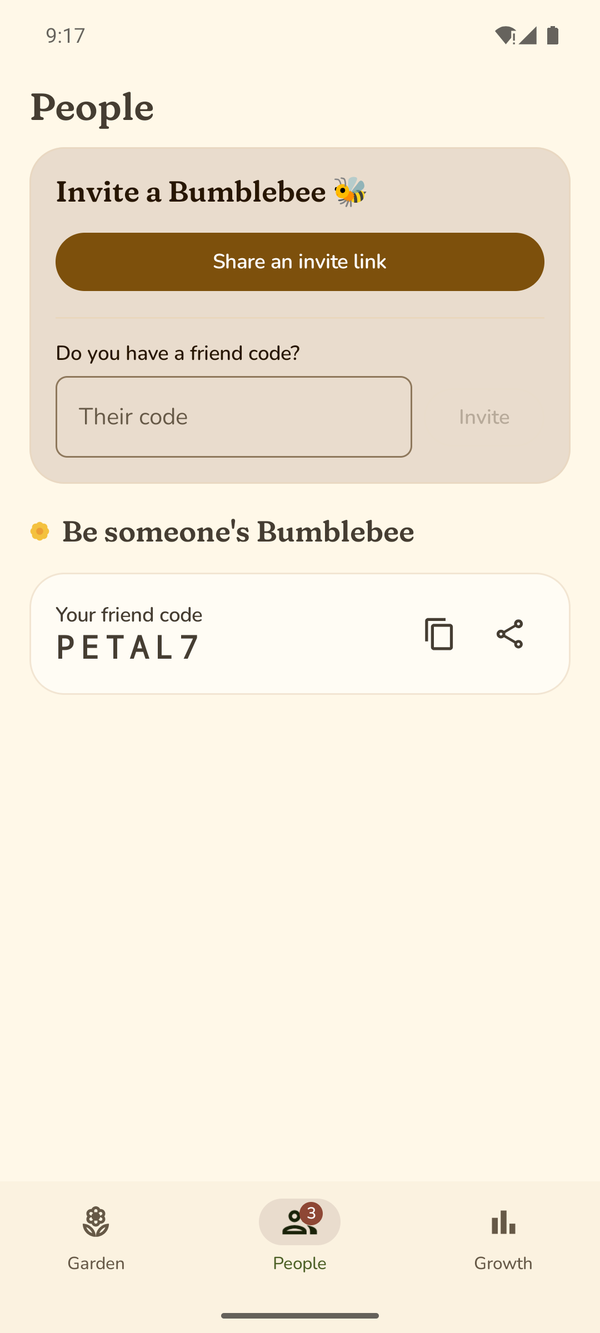 9:17
People
Invite a Bumblebee 🐝
Share an invite link
Do you have a friend code?
Their code
Invite
Be someone's Bumblebee
Your friend code
PETAL7
3
Garden
People
Growth